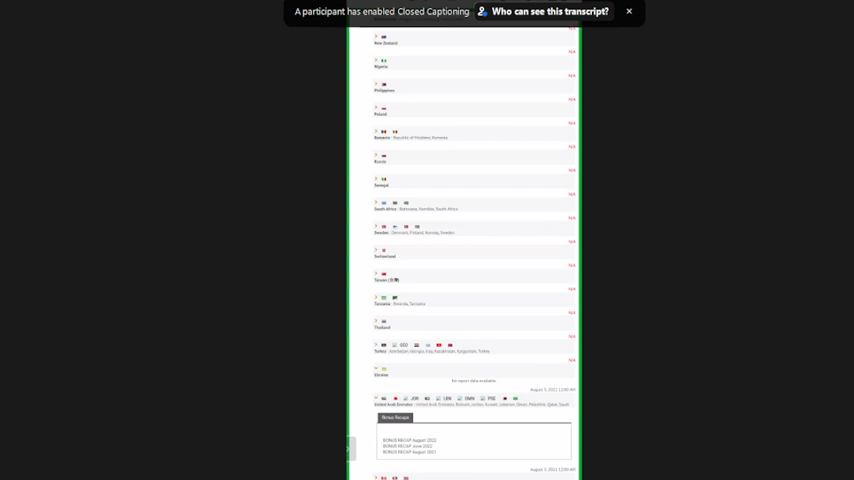 A participant has enabled Closed Captioning Who can see this transcript? ×
N/A
New Zealand
N/A
Nigeria
N/A
Philippines
N/A
Poland
N/A
Romania - Republic of Moldova, Romania
N/A
Russia
N/A
Senegal
N/A
South Africa - Botswana, Namibia, South Africa
N/A
Sweden - Denmark, Finland, Norway, Sweden
N/A
Switzerland
N/A
Taiwan
N/A
Tanzania - Rwanda, Tanzania
N/A
Thailand
N/A
GEO
Turkey - Azerbaijan, Georgia, Iraq, Kazakhstan, Kyrgyzstan, Turkey
N/A
Ukraine
No report data available
August 5, 2022 12:00 AM
JOR LBN OMN PSE
United Arab Emirates - United Arab Emirates, Bahrain, Jordan, Kuwait, Lebanon, Oman, Palestine, Qatar, Saudi
Bonus Recaps
BONUS RECAP August 2022
BONUS RECAP June 2022
BONUS RECAP August 2021
August 5, 2022 12:00 AM